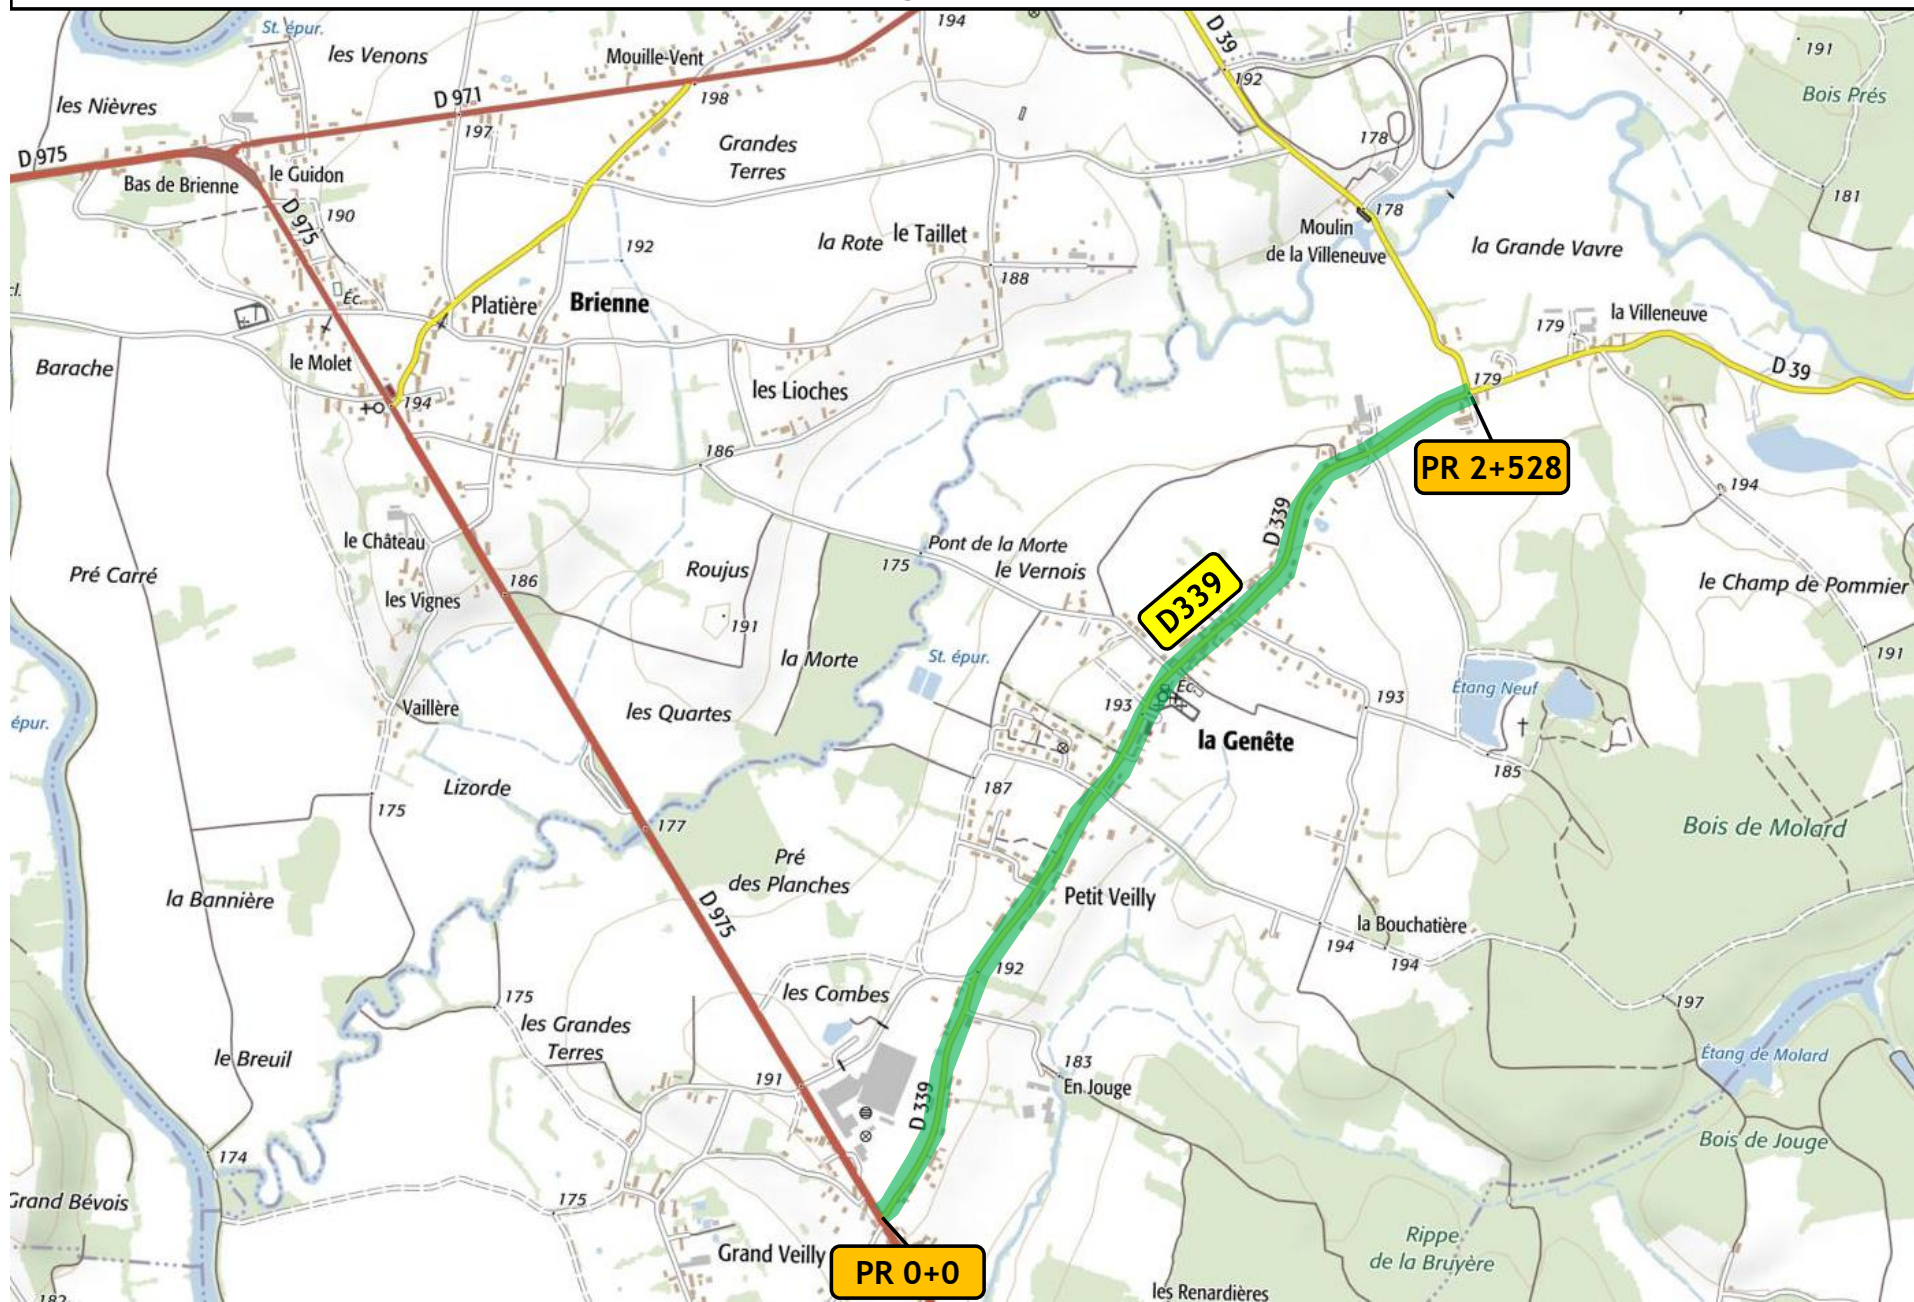 194
St. épur.
les Venons
Mouille-Vent
D 39
191
192
Bois Prés
les Nièvres
D 971
198
197
Grandes
Terres
178
D 975
Bas de Brienne
le Guidon
181
D 975
190
178
Moulin
de la Villeneuve
la Rote
le Taillet
192
la Grande Vavre
188
Éc.
Platière
Brienne
179
la Villeneuve
Barache
le Molet
D 39
179
les Lioches
194
186
PR 2+528
194
D 339
le Château
Pont de la Morte
le Vernois
175
Pré Carré
186
Roujus
le Champ de Pommier
les Vignes
D339
191
la Morte
St. épur.
191
Éc.
Étang Neuf
193
193
Vaillère
épur.
les Quartes
la Genête
185
Lizorde
187
175
177
Bois de Molard
Pré
des Planches
la Bannière
D 975
Petit Veilly
la Bouchatière
194
194
192
les Combes
175
197
les Grandes
Terres
le Breuil
Étang de Molard
183
191
En Jouge
D 339
Bois de Jouge
174
Grand Bévois
175
Rippe
de la Bruyère
Grand Veilly
PR 0+0
les Renardières